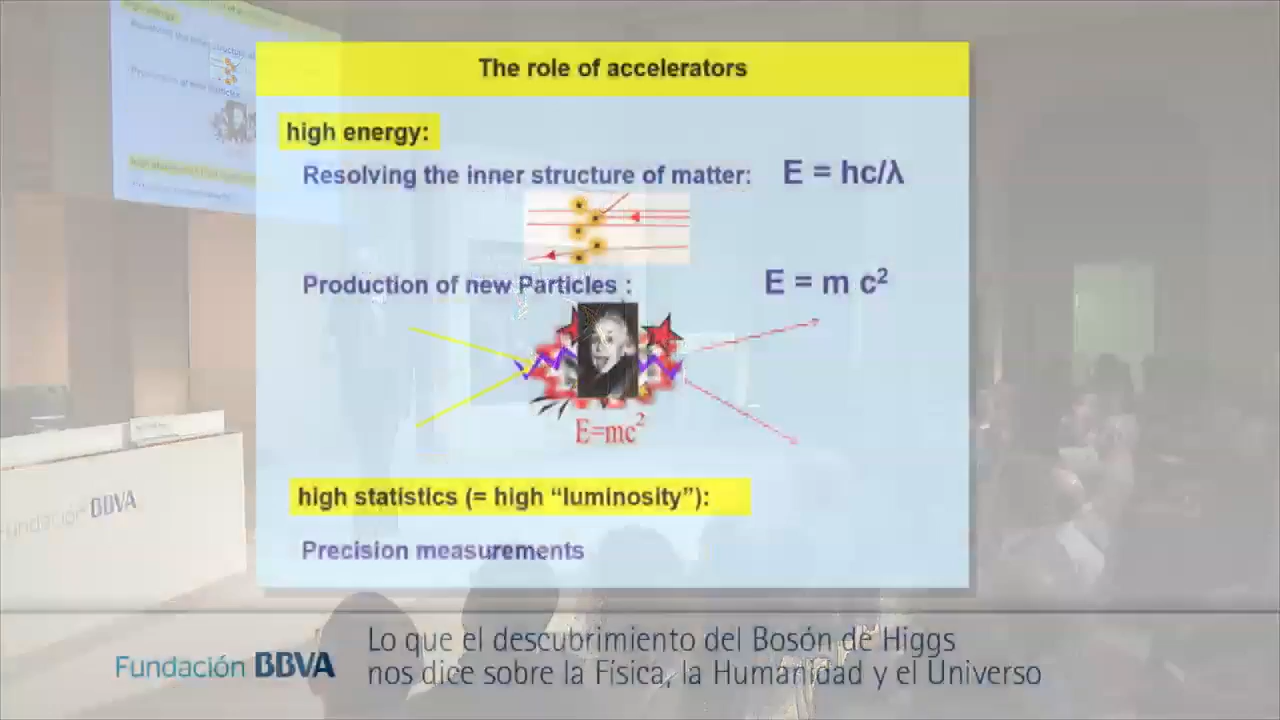 The role of accelerators
high energy:
Resolving the inner structure of matter: E = hc/λ
Production of new Particles : E = m c²
E=mc²
high statistics (= high “luminosity”):
Precision measurements
Fundación BBVA
Lo que el descubrimiento del Bosón de Higgs
nos dice sobre la Física, la Humanidad y el Universo
Fundación BBVA